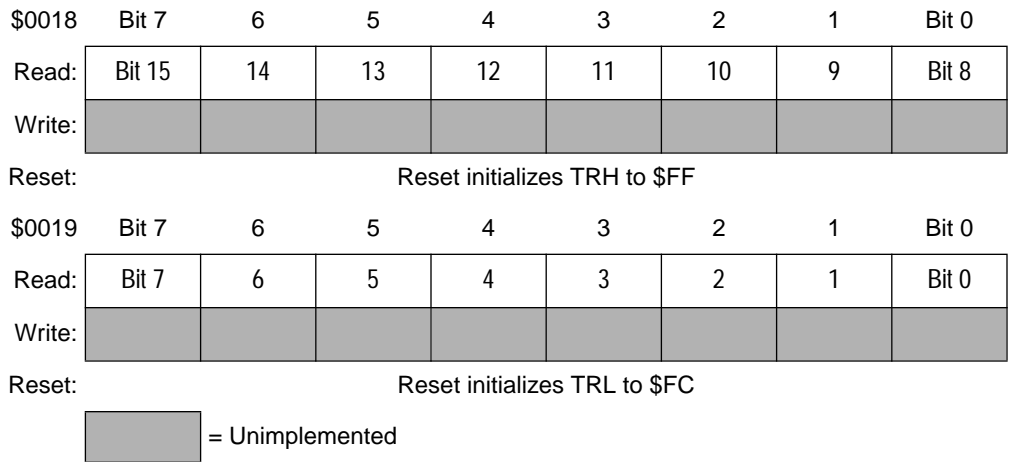 $0018 Bit 7 6 5 4 3 2 1 Bit 0
Read: Bit 15 14 13 12 11 10 9 Bit 8
Write:
Reset: Reset initializes TRH to $FF
$0019 Bit 7 6 5 4 3 2 1 Bit 0
Read: Bit 7 6 5 4 3 2 1 Bit 0
Write:
Reset: Reset initializes TRL to $FC
= Unimplemented